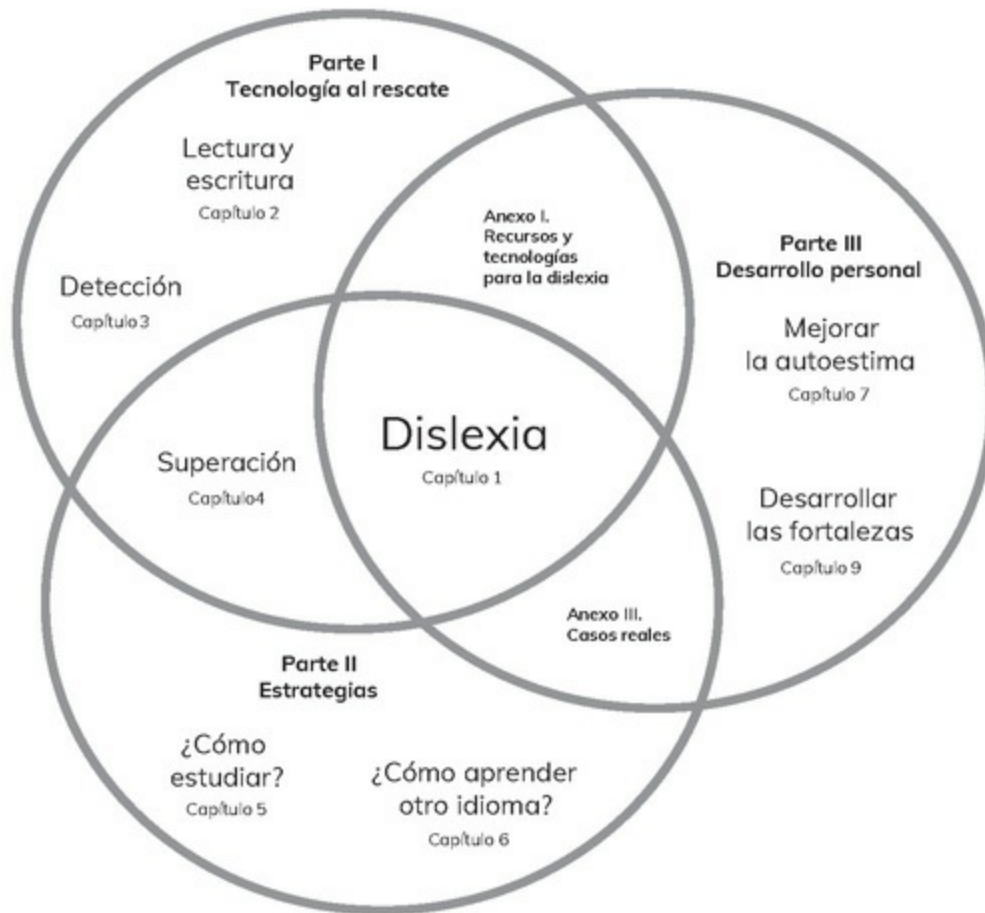 Parte I
Tecnología al rescate
Lectura y
escritura
Capítulo 2
Detección
Capítulo 3
Anexo I.
Recursos y
tecnologías
para la dislexia
Parte III
Desarrollo personal
Mejorar
la autoestima
Capítulo 7
Desarrollar
las fortalezas
Capítulo 9
Superación
Capítulo4
Dislexia
Capítulo 1
Anexo III.
Casos reales
Parte II
Estrategias
¿Cómo
estudiar?
Capítulo 5
¿Cómo aprender
otro idioma?
Capítulo 6